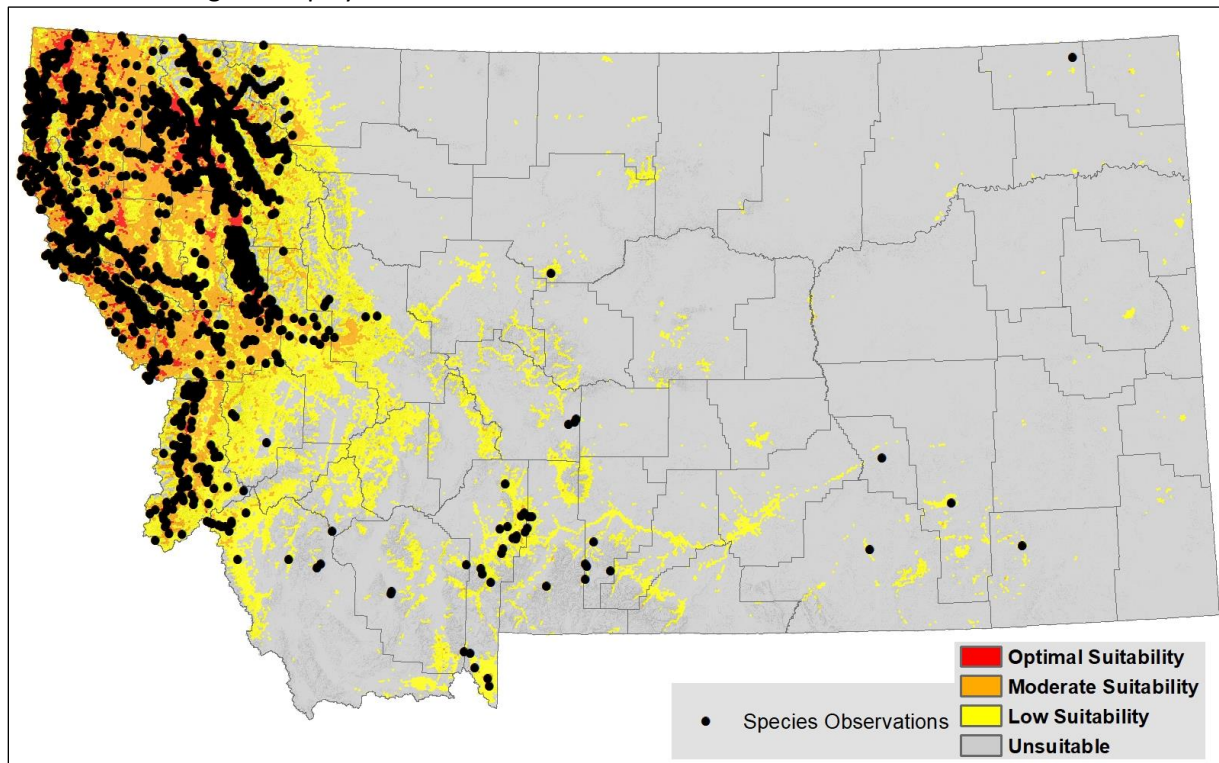 Species Observations
Optimal Suitability
Moderate Suitability
Low Suitability
Unsuitable